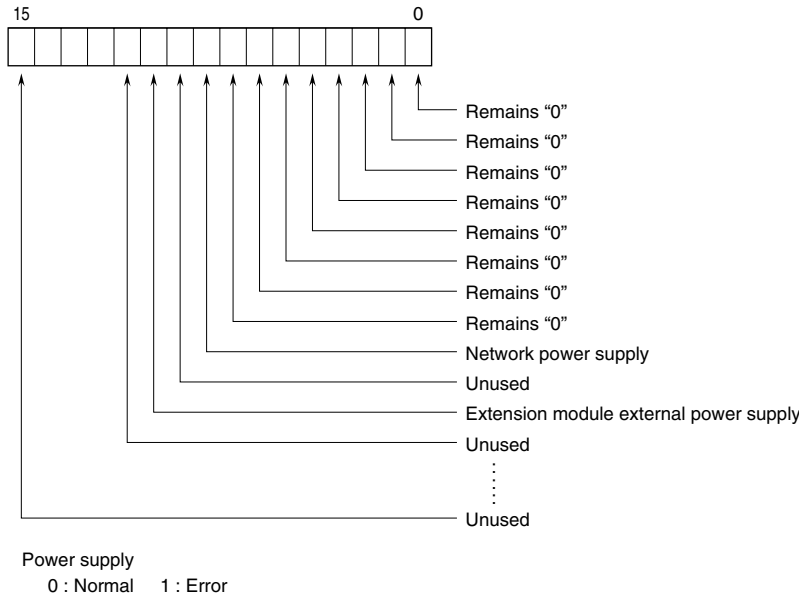 15 0
Remains “0”
Remains “0”
Remains “0”
Remains “0”
Remains “0”
Remains “0”
Remains “0”
Remains “0”
Network power supply
Unused
Extension module external power supply
Unused
Unused
Power supply
0 : Normal 1 : Error